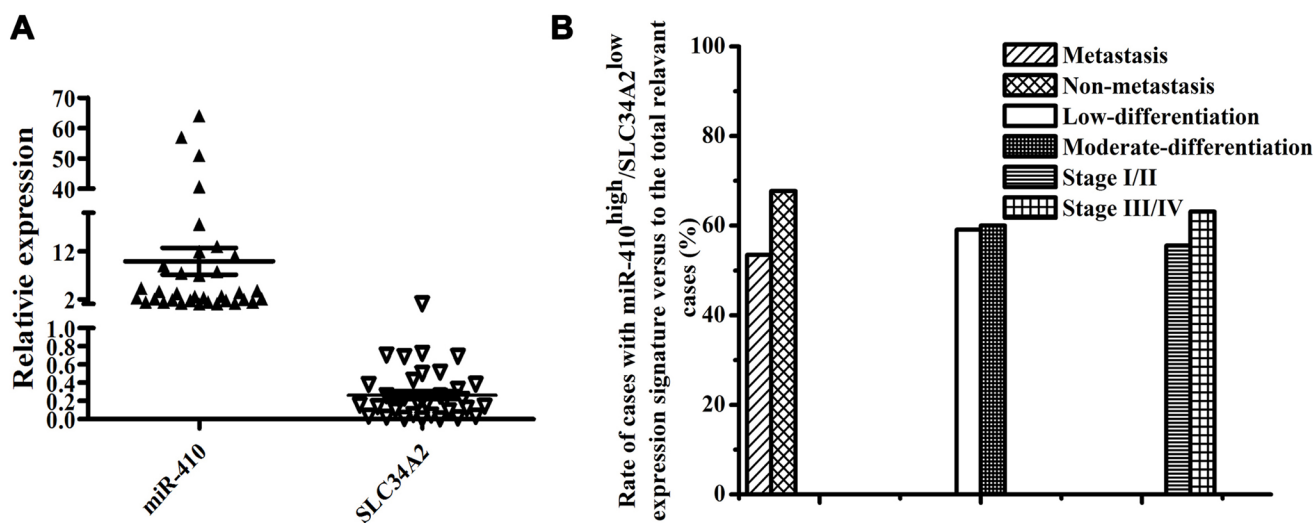 A
Relative expression
70
60
50
40
12
2
1.0
0.8
0.6
0.4
0.2
0.0
miR-410
SLC34A2
B
Rate of cases with miR-410high/SLC34A2low
expression signature versus to the total relavant
cases (%)
100
80
60
40
20
0
Metastasis
Non-metastasis
Low-differentiation
Moderate-differentiation
Stage I/II
Stage III/IV